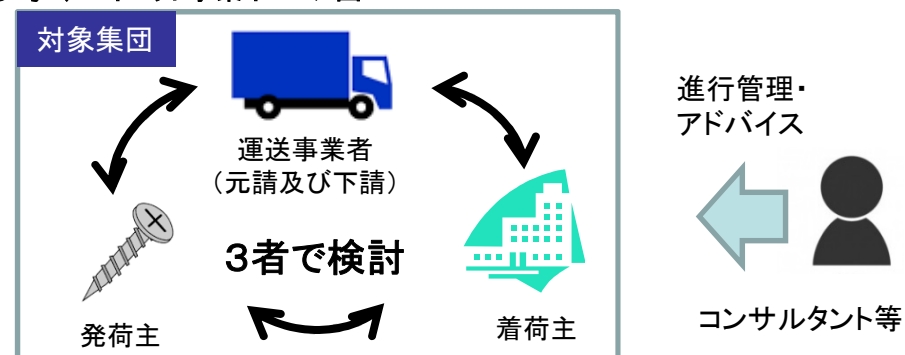 対象集団
運送事業者
（元請及び下請）
３者で検討
発荷主
着荷主
進行管理・
アドバイス
コンサルタント等